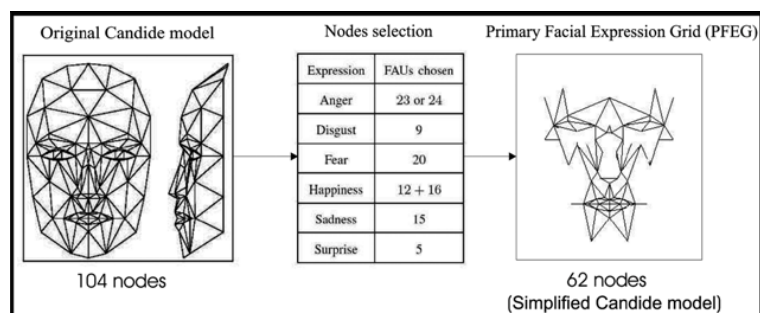 Original Candide model
Nodes selection
Primary Facial Expression Grid (PFEG)
Expression FAUs chosen
Anger 23 or 24
Disgust 9
Fear 20
Happiness 12 + 16
Sadness 15
Surprise 5
104 nodes
62 nodes
(Simplified Candide model)